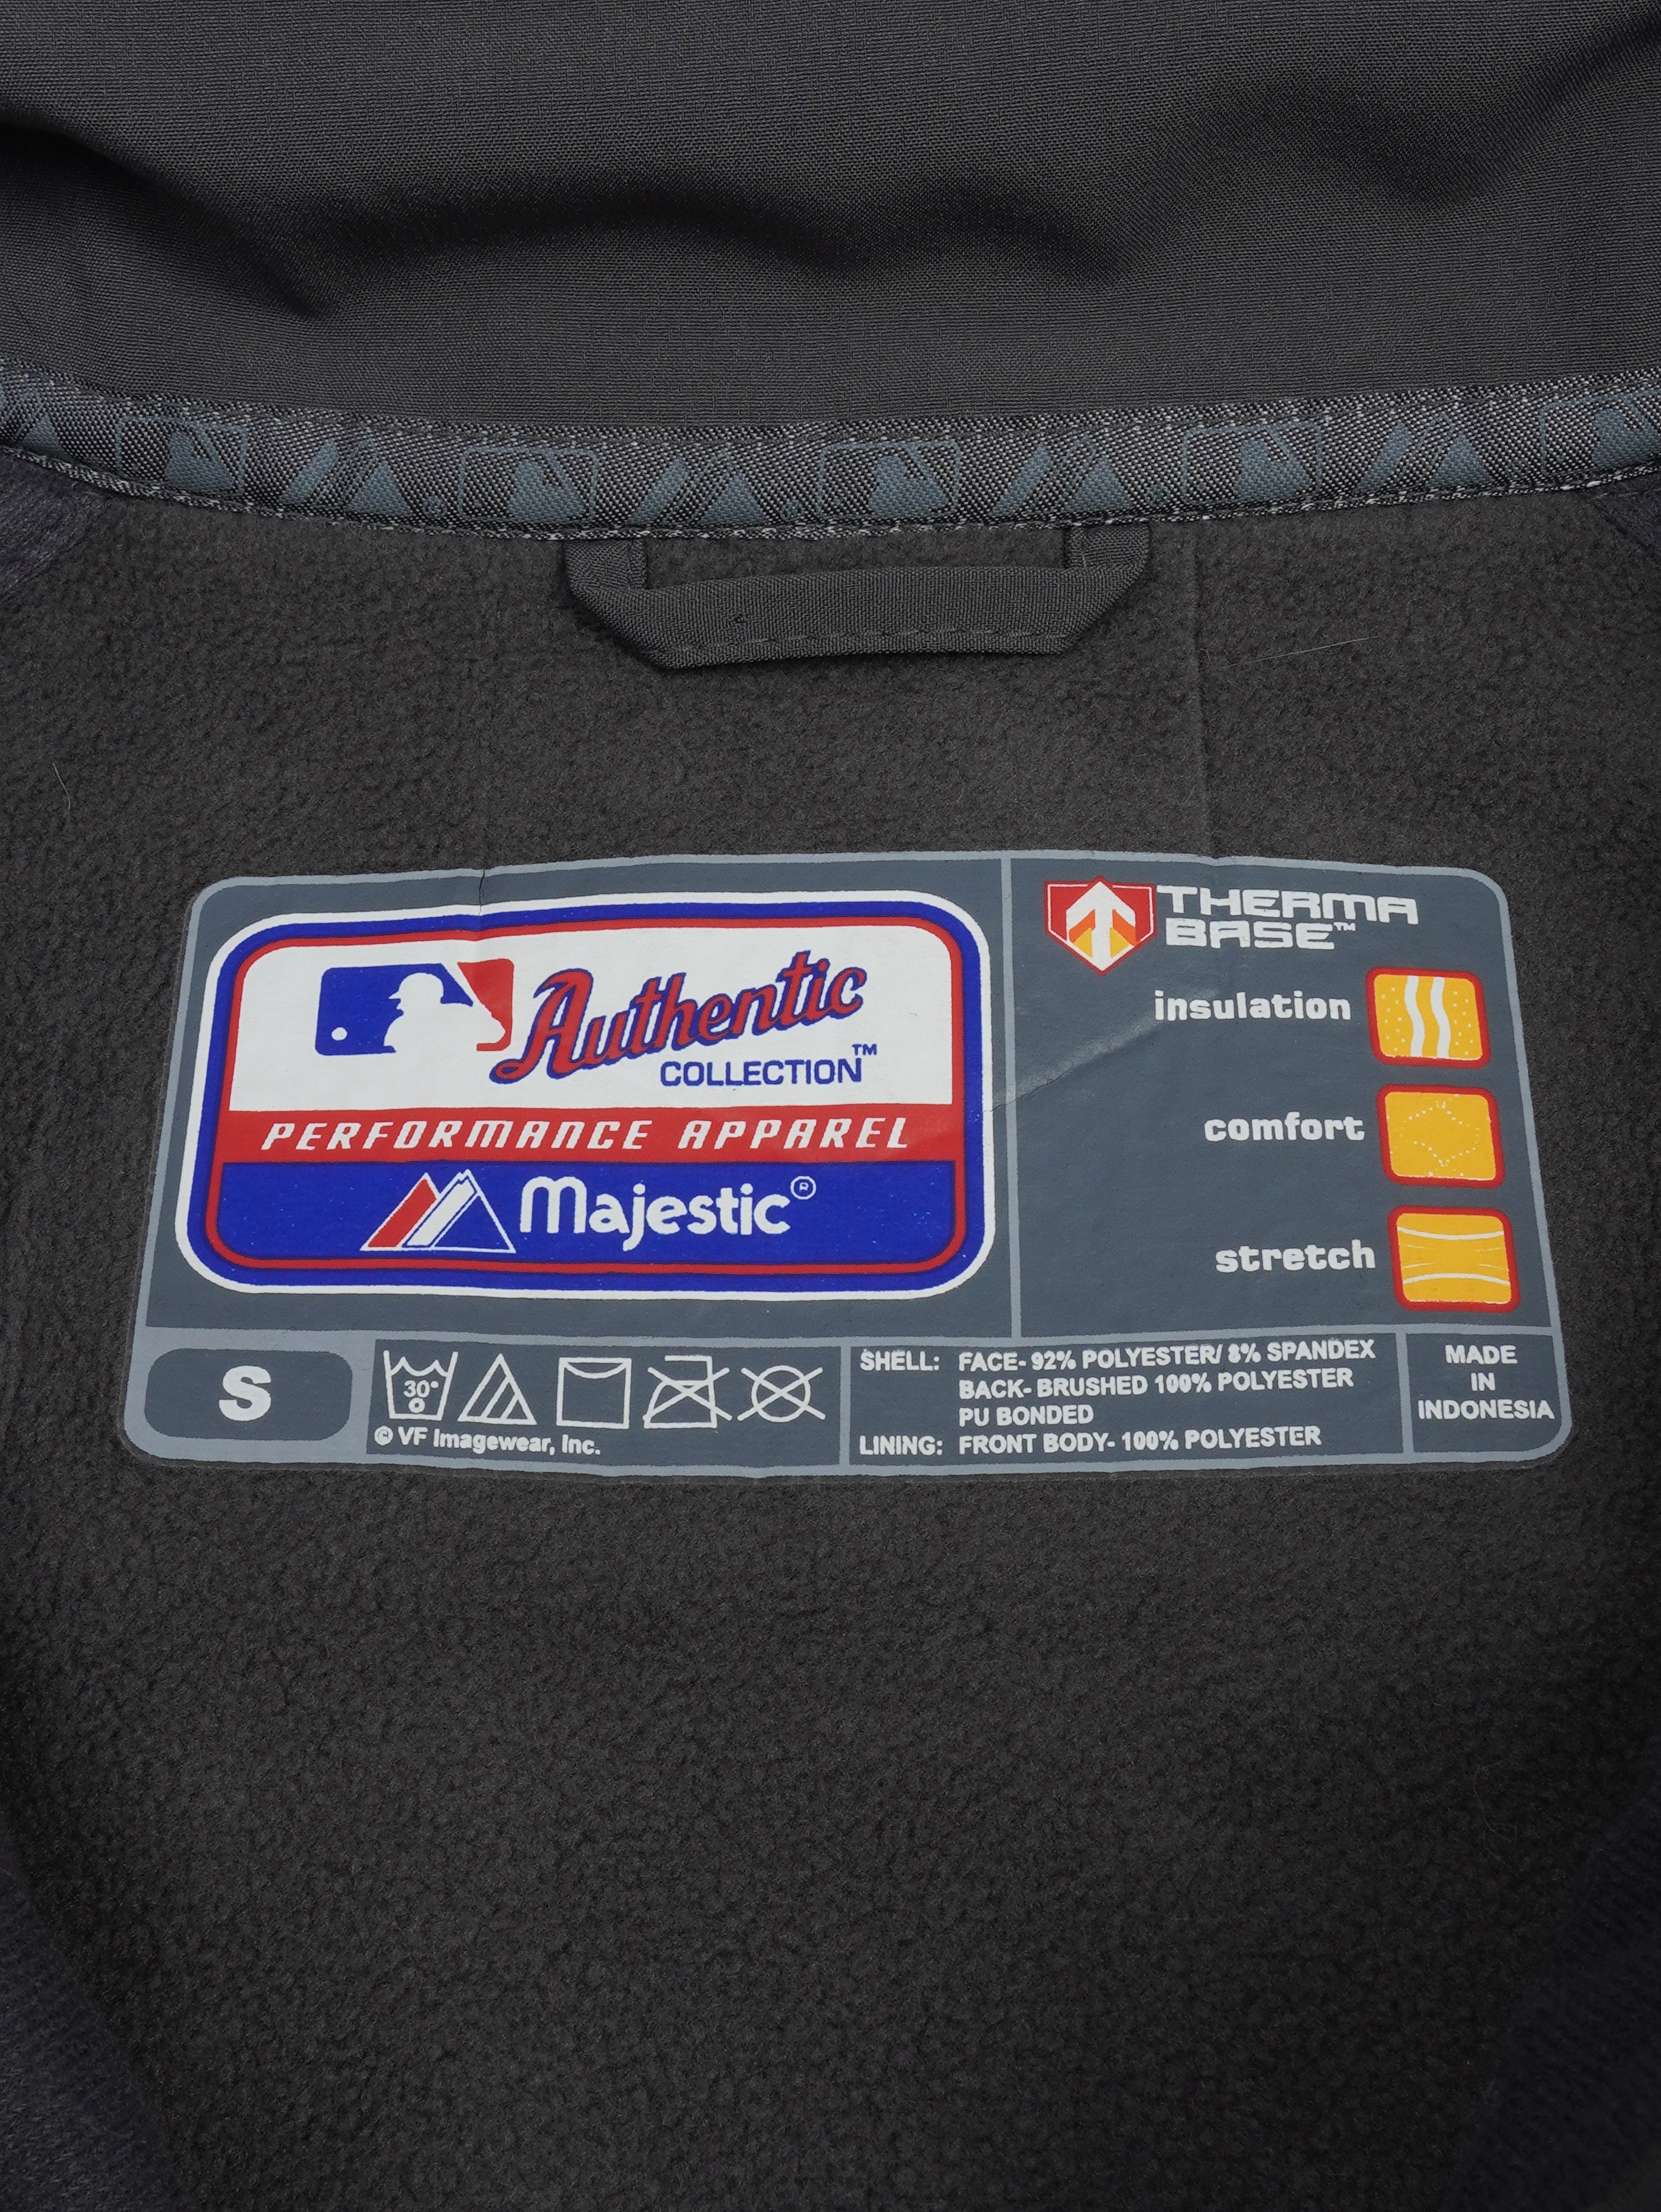 Authentic
COLLECTION™
PERFORMANCE APPAREL
Majestic®
THERMA
BASE™
insulation
comfort
stretch
S
30°
© VF Imagewear, Inc.
SHELL: FACE- 92% POLYESTER/ 8% SPANDEX
BACK- BRUSHED 100% POLYESTER
PU BONDED
LINING: FRONT BODY- 100% POLYESTER
MADE
IN
INDONESIA